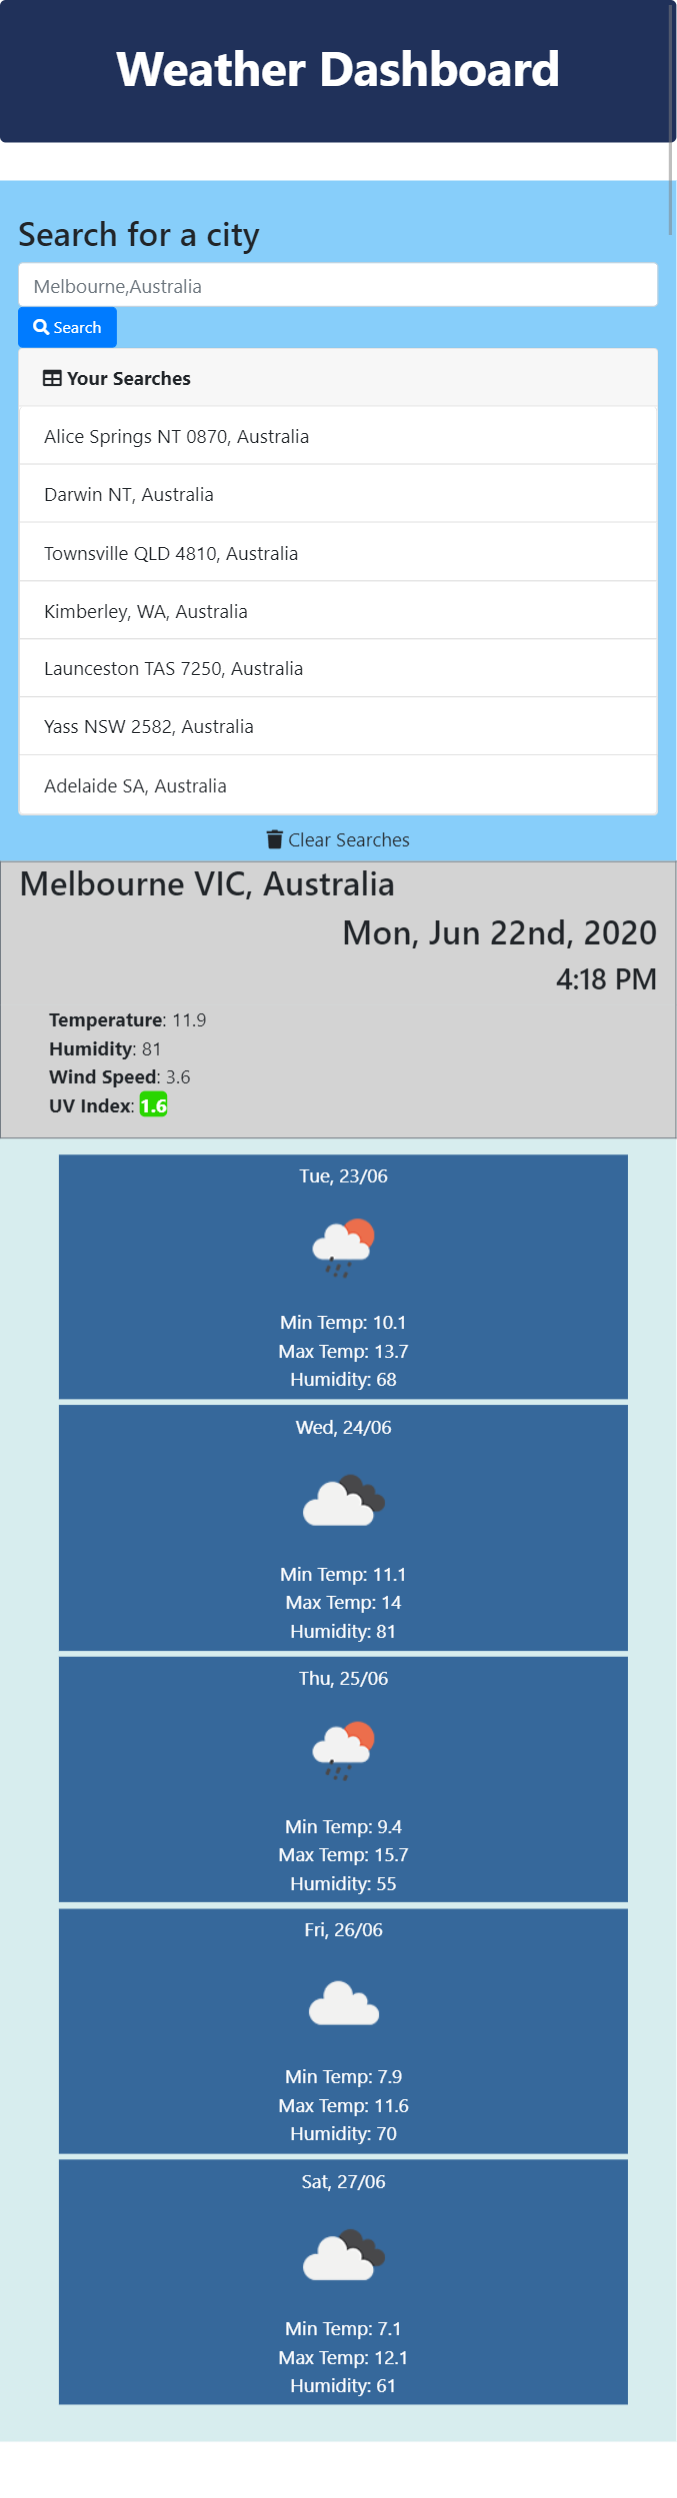 Weather Dashboard
Search for a city
Melbourne,Australia
Search
Your Searches
Alice Springs NT 0870, Australia
Darwin NT, Australia
Townsville QLD 4810, Australia
Kimberley, WA, Australia
Launceston TAS 7250, Australia
Yass NSW 2582, Australia
Adelaide SA, Australia
Clear Searches
Melbourne VIC, Australia
Mon, Jun 22nd, 2020
4:18 PM
Temperature: 11.9
Humidity: 81
Wind Speed: 3.6
UV Index: 1.6
Tue, 23/06
Min Temp: 10.1
Max Temp: 13.7
Humidity: 68
Wed, 24/06
Min Temp: 11.1
Max Temp: 14
Humidity: 81
Thu, 25/06
Min Temp: 9.4
Max Temp: 15.7
Humidity: 55
Fri, 26/06
Min Temp: 7.9
Max Temp: 11.6
Humidity: 70
Sat, 27/06
Min Temp: 7.1
Max Temp: 12.1
Humidity: 61